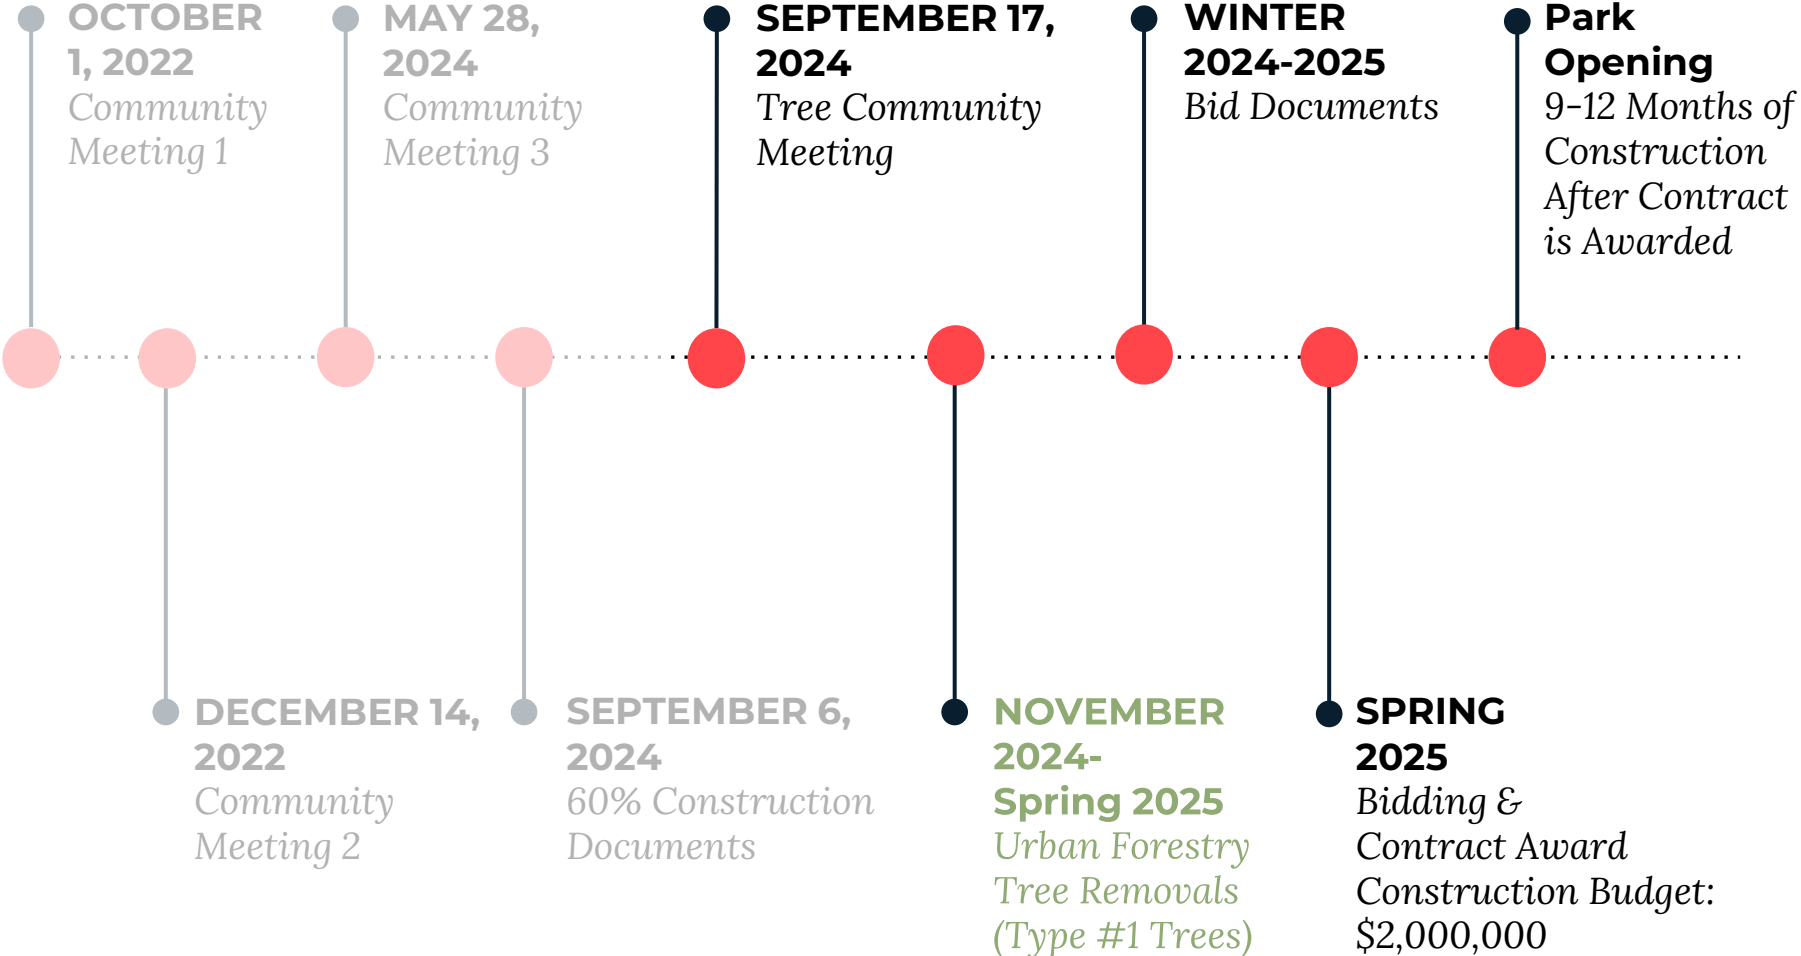 OCTOBER
1, 2022
Community
Meeting 1
MAY 28,
2024
Community
Meeting 3
SEPTEMBER 17,
2024
Tree Community
Meeting
WINTER
2024-2025
Bid Documents
Park
Opening
9-12 Months of
Construction
After Contract
is Awarded
DECEMBER 14,
2022
Community
Meeting 2
SEPTEMBER 6,
2024
60% Construction
Documents
NOVEMBER
2024-
Spring 2025
Urban Forestry
Tree Removals
(Type #1 Trees)
SPRING
2025
Bidding &
Contract Award
Construction Budget:
$2,000,000